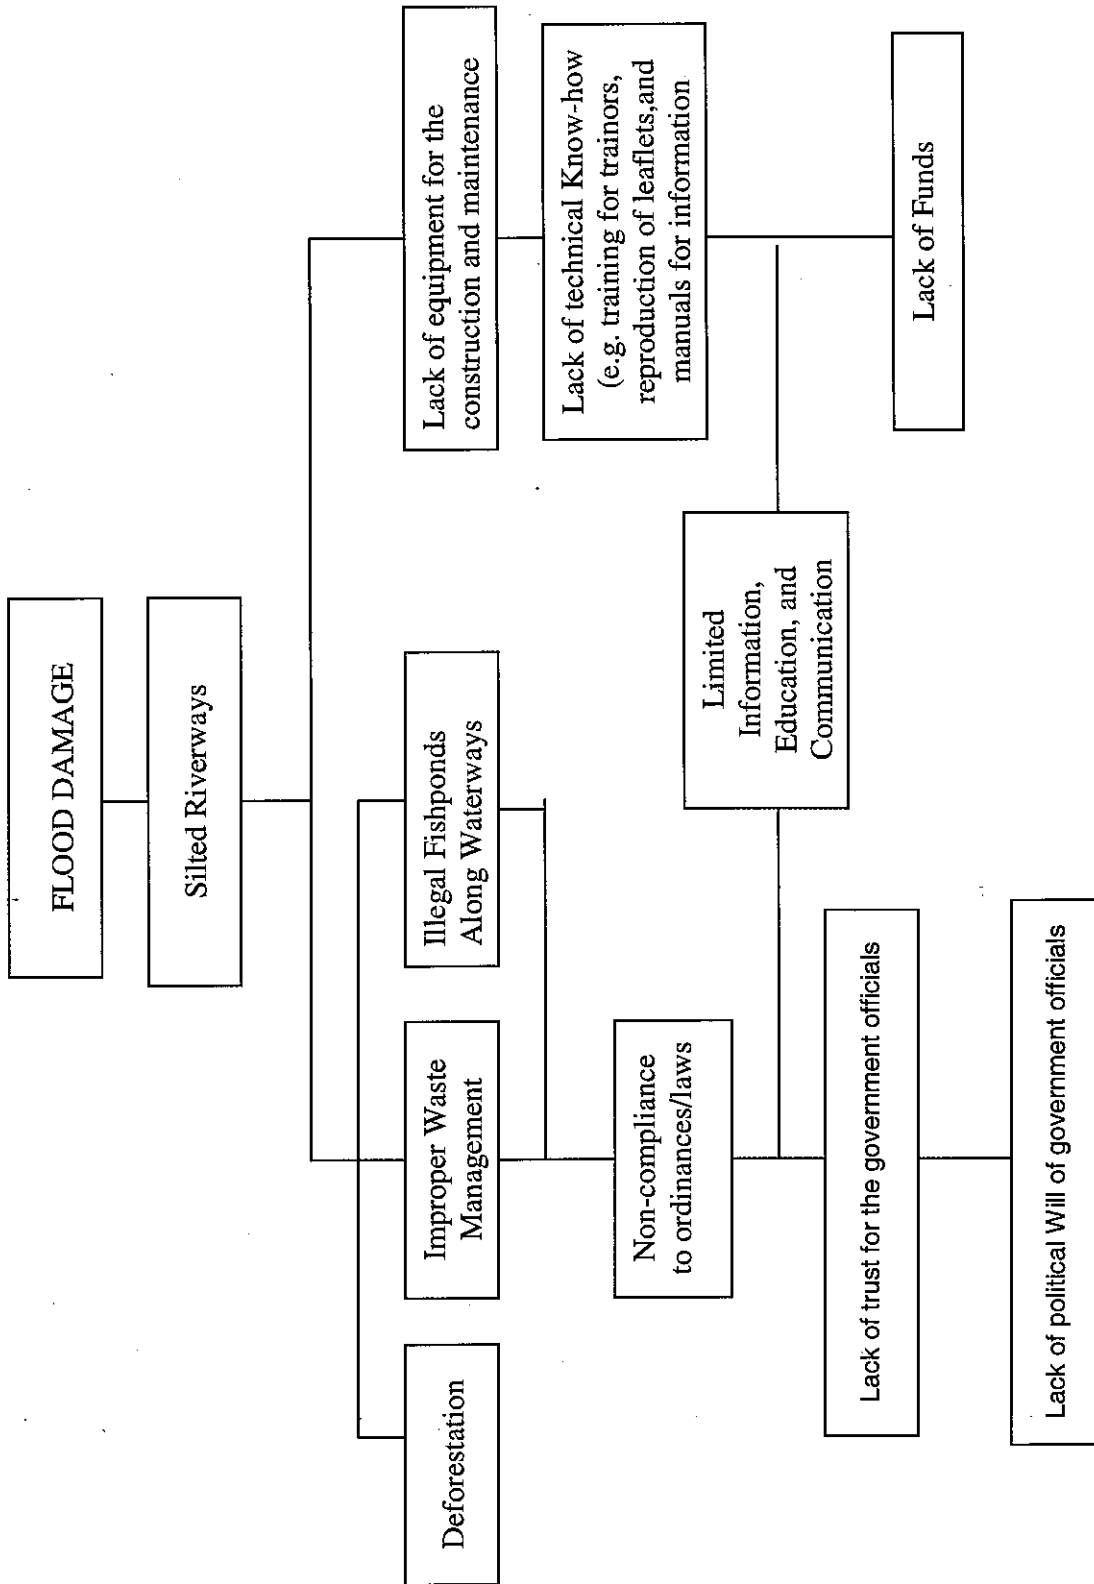 FLOOD DAMAGE
Silted Riverways
Deforestation
Improper Waste
Management
Illegal Fishponds
Along Waterways
Lack of equipment for the
construction and maintenance
Non-compliance
to ordinances/laws
Lack of technical Know-how
(e.g. training for trainors,
reproduction of leaflets,and
manuals for information
Limited
Information,
Education, and
Communication
Lack of trust for the government officials
Lack of Funds
Lack of political Will of government officials